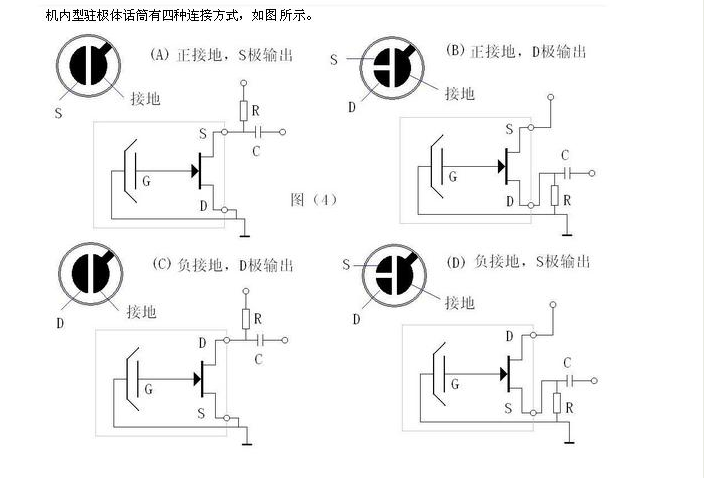 机内型驻极体话筒有四种连接方式，如图所示。
(A) 正接地，S极输出
S
接地
R
S
C
G
D
(B) 正接地，D极输出
S
D
接地
S
C
G
D
R
图（4）
(C) 负接地，D极输出
D
接地
R
D
C
G
S
(D) 负接地，S极输出
S
D
接地
D
C
G
S
R